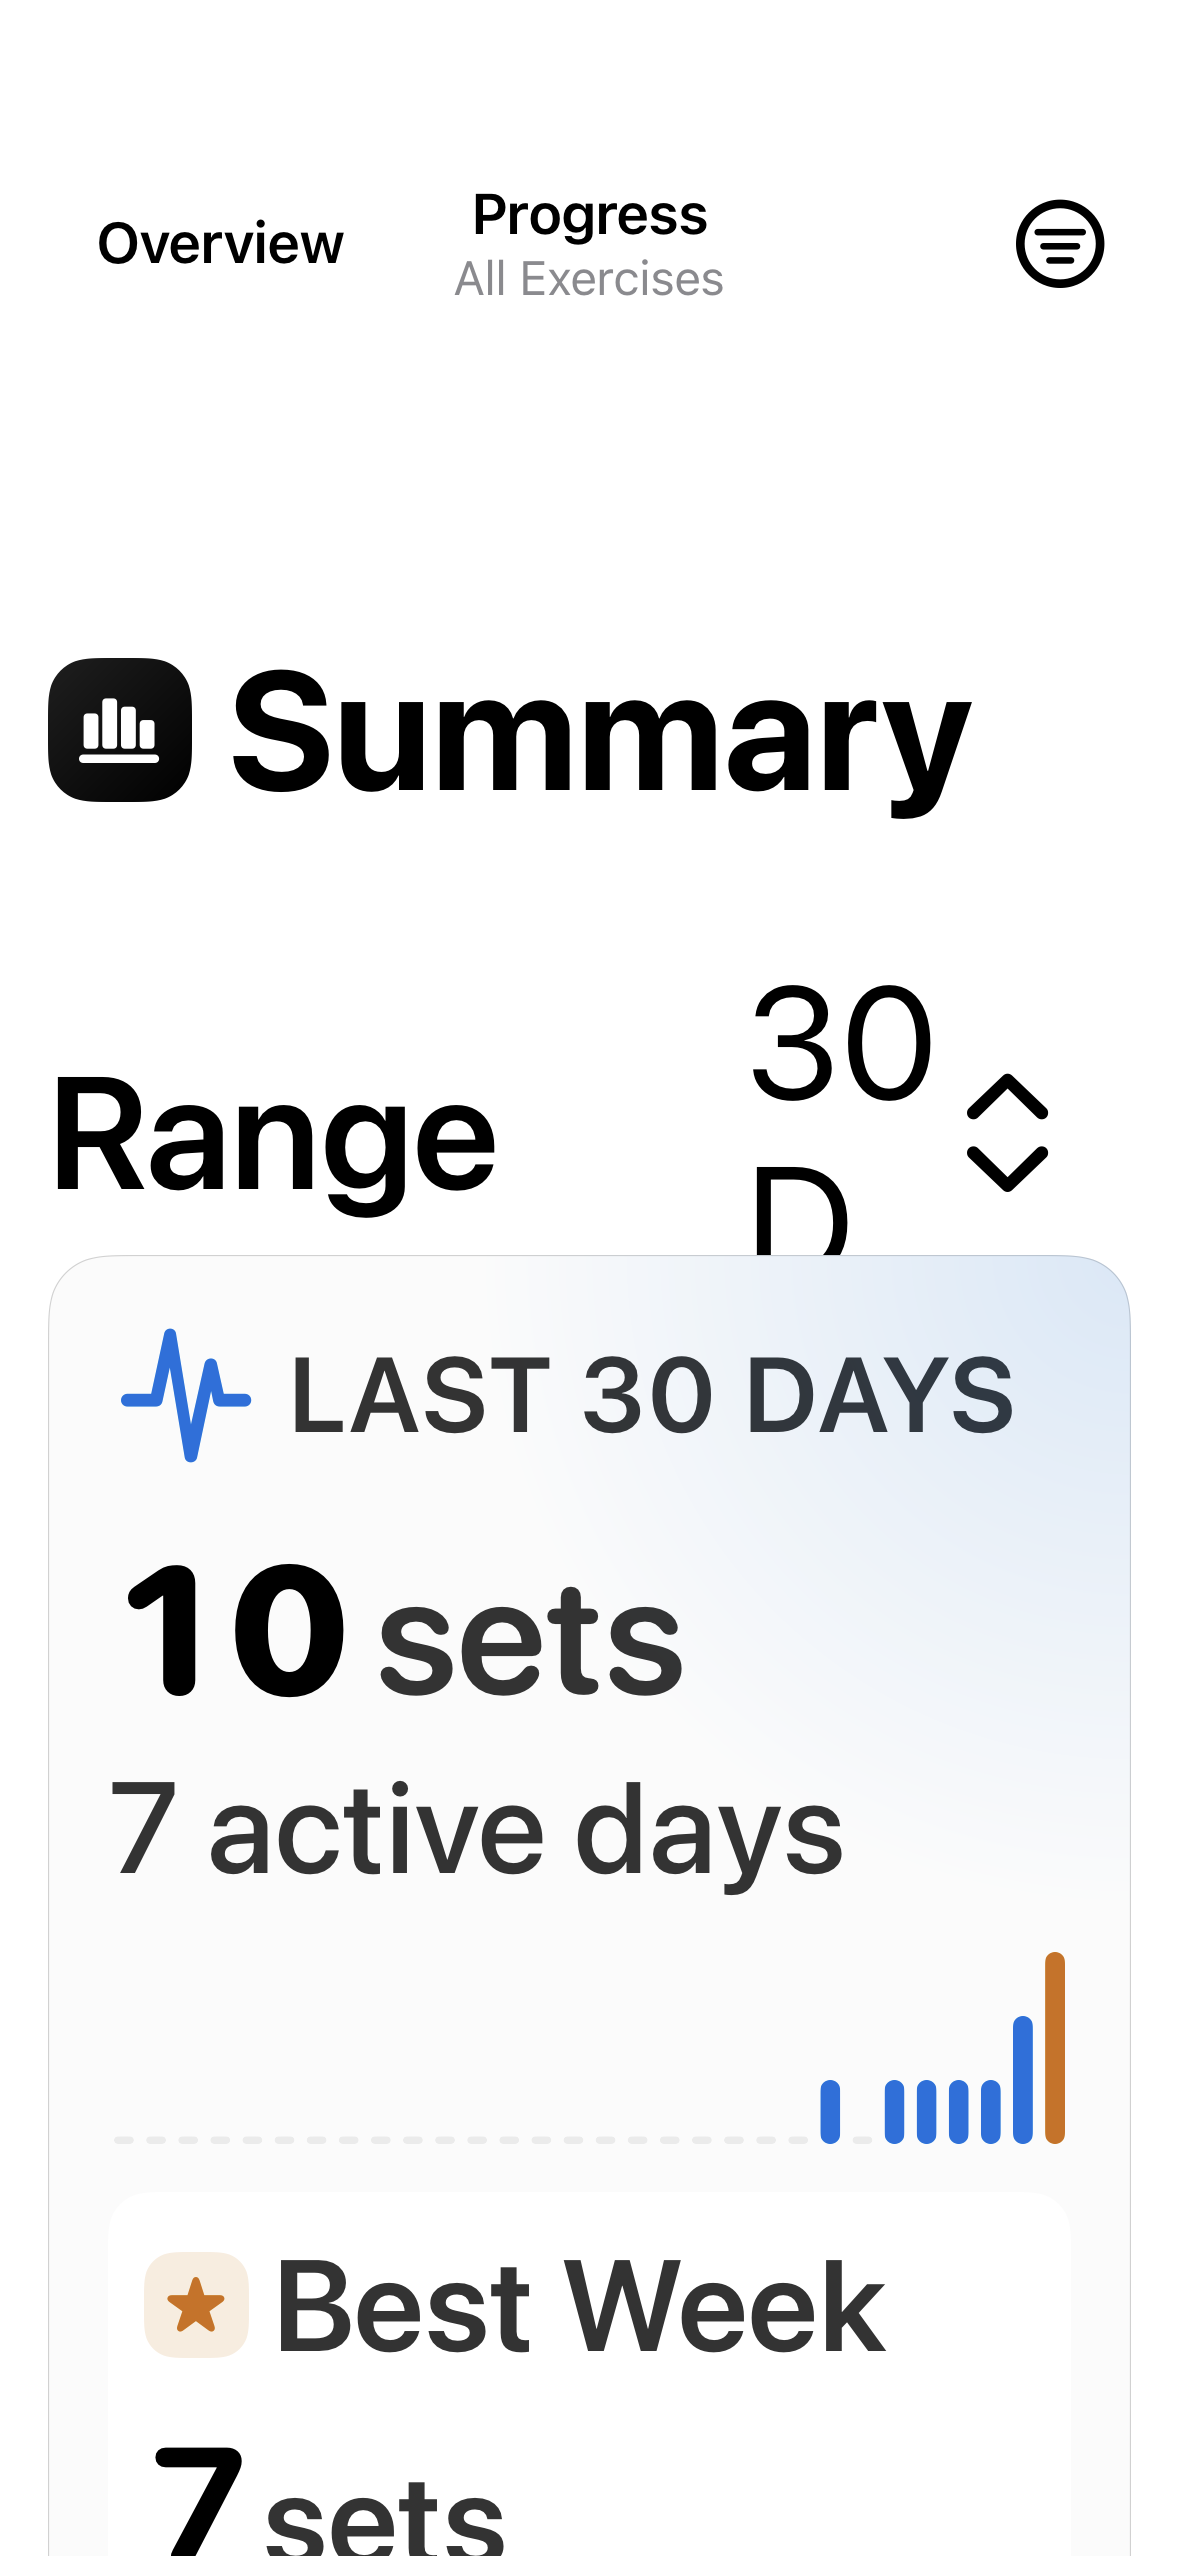 Overview
Progress
All Exercises
Summary
Range
30
D
LAST 30 DAYS
10 sets
7 active days
Best Week
7 sets